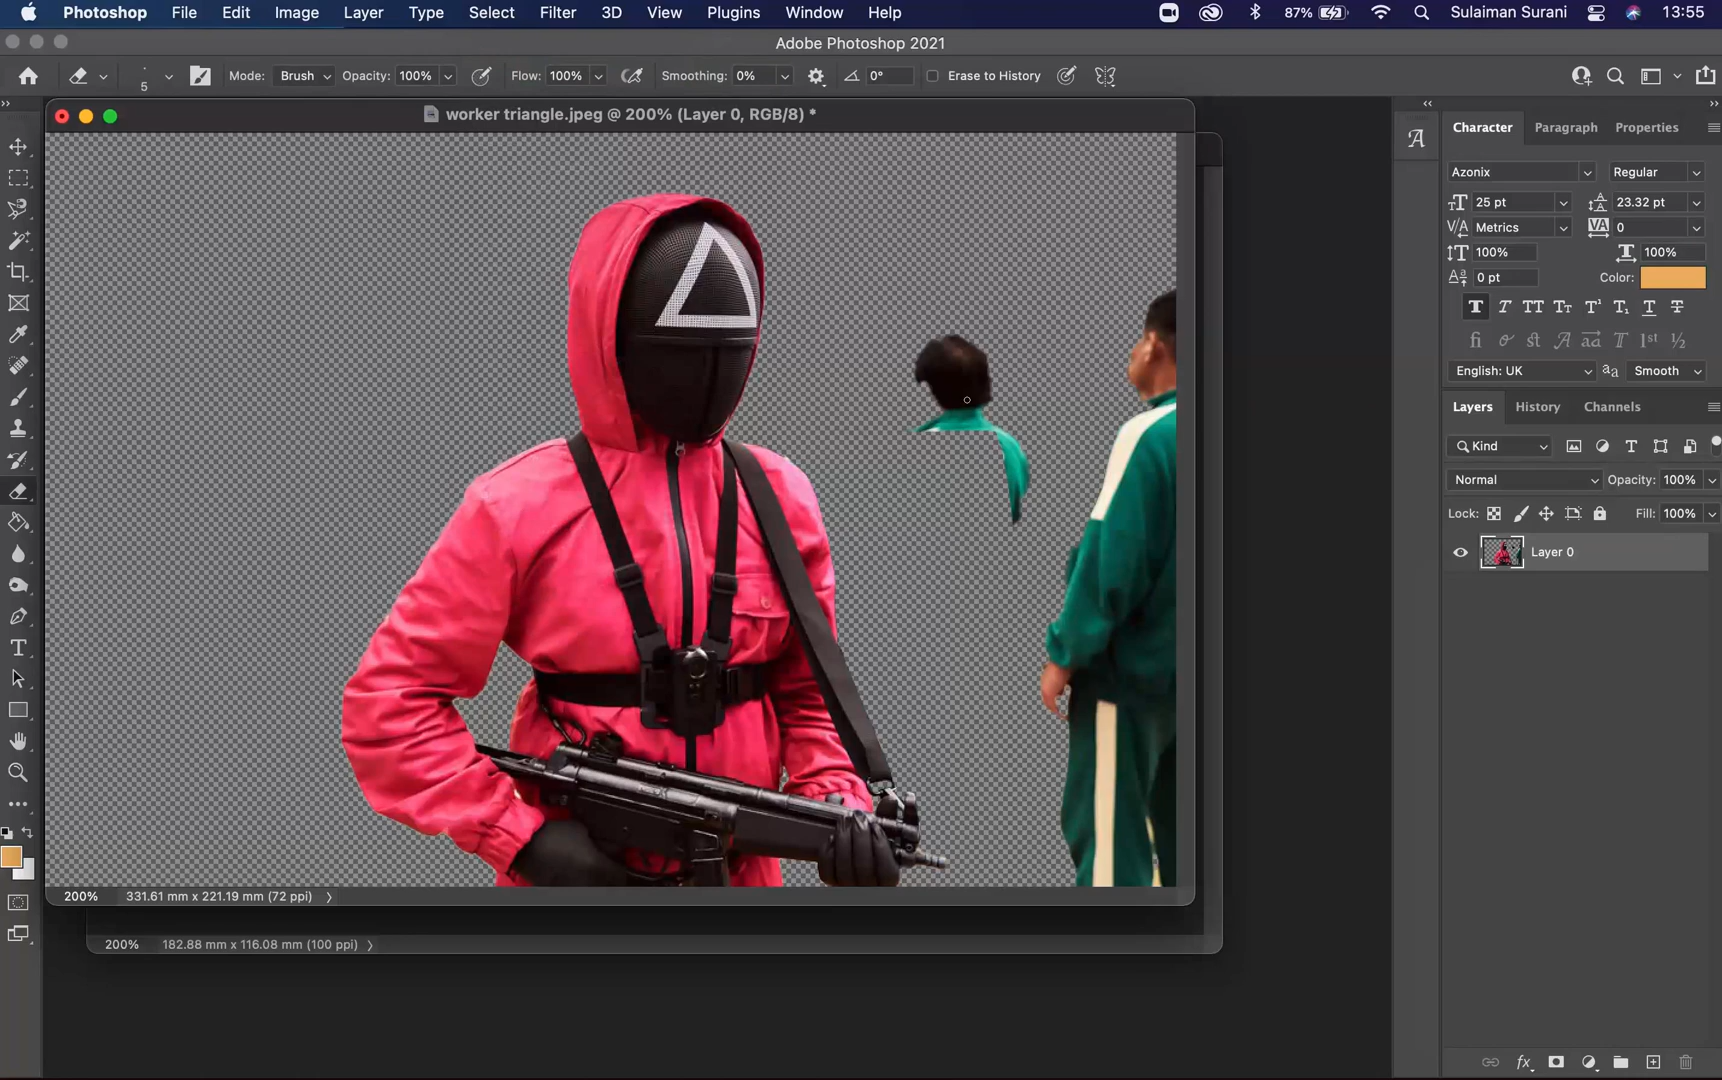 Photoshop File Edit Image Layer Type Select Filter 3D View Plugins Window Help 87% Sulaiman Surani 13:55
Adobe Photoshop 2021
5 Mode: Brush Opacity: 100% Flow: 100% Smoothing: 0% 0° Erase to History
worker triangle.jpeg @ 200% (Layer 0, RGB/8) *
Character Paragraph Properties
Azonix Regular
25 pt 23.32 pt
Metrics 0
100% 100%
0 pt Color:
English: UK Smooth
Layers History Channels
Kind
Normal Opacity: 100%
Lock: Fill: 100%
Layer 0
200% 331.61 mm x 221.19 mm (72 ppi)
200% 182.88 mm x 116.08 mm (100 ppi)